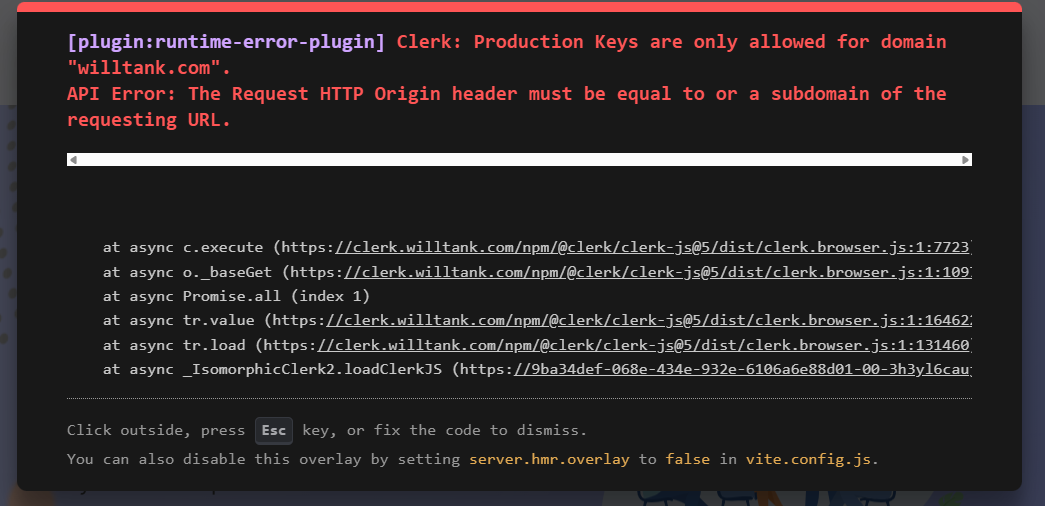 [plugin:runtime-error-plugin] Clerk: Production Keys are only allowed for domain
"willtank.com".
API Error: The Request HTTP Origin header must be equal to or a subdomain of the
requesting URL.
at async c.execute (https://clerk.willtank.com/npm/@clerk/clerk-js@5/dist/clerk.browser.js:1:7723
at async o._baseGet (https://clerk.willtank.com/npm/@clerk/clerk-js@5/dist/clerk.browser.js:1:1097
at async Promise.all (index 1)
at async tr.value (https://clerk.willtank.com/npm/@clerk/clerk-js@5/dist/clerk.browser.js:1:164622
at async tr.load (https://clerk.willtank.com/npm/@clerk/clerk-js@5/dist/clerk.browser.js:1:131460
at async _IsomorphicClerk2.loadClerkJS (https://9ba34def-068e-434e-932e-6106a6e88d01-00-3h3yl6cau
Click outside, press Esc key, or fix the code to dismiss.
You can also disable this overlay by setting server.hmr.overlay to false in vite.config.js.